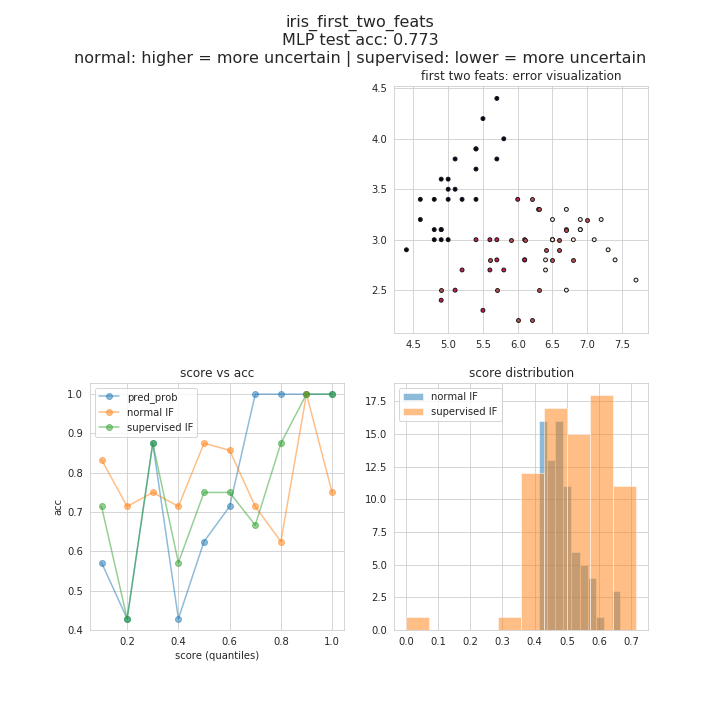 iris_first_two_feats
MLP test acc: 0.773
normal: higher = more uncertain | supervised: lower = more uncertain
first two feats: error visualization
4.5
4.0
3.5
3.0
2.5
4.5 5.0 5.5 6.0 6.5 7.0 7.5
score vs acc
pred_prob
normal IF
supervised IF
1.0
0.9
0.8
0.7
0.6
0.5
0.4
acc
0.2 0.4 0.6 0.8 1.0
score (quantiles)
score distribution
normal IF
supervised IF
17.5
15.0
12.5
10.0
7.5
5.0
2.5
0.0
0.0 0.1 0.2 0.3 0.4 0.5 0.6 0.7